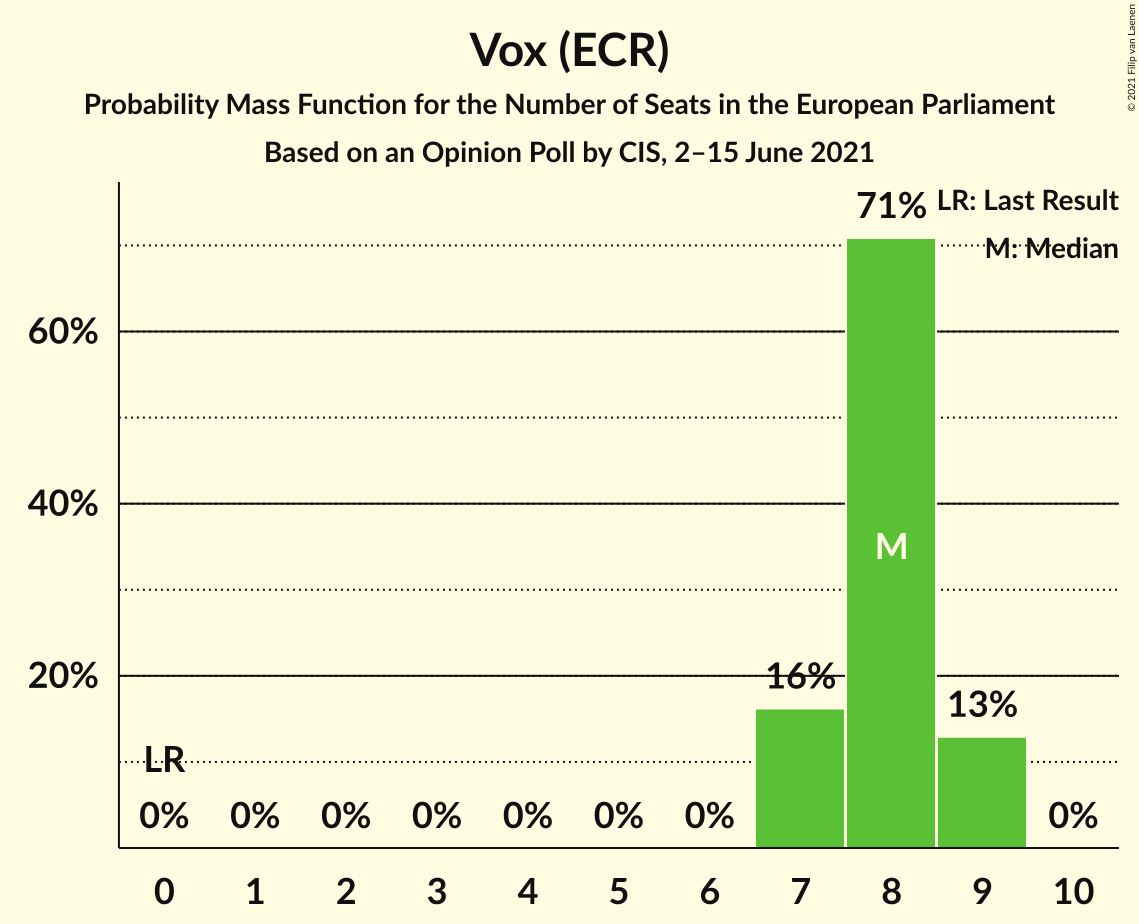 Vox (ECR)
Probability Mass Function for the Number of Seats in the European Parliament
Based on an Opinion Poll by CIS, 2–15 June 2021
© 2021 Filip van Laenen
LR: Last Result
M: Median
71%
60%
40%
M
20%
16%
13%
LR
0% 0% 0% 0% 0% 0% 0% 0%
0 1 2 3 4 5 6 7 8 9 10